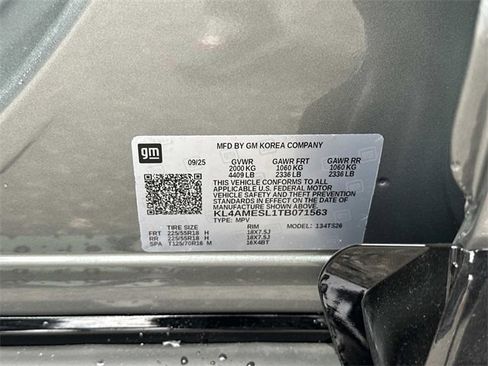 gm
MFD BY GM KOREA COMPANY
09/25 GVWR GAWR FRT GAWR RR
2000 KG 1060 KG 1060 KG
4409 LB 2336 LB 2336 LB
THIS VEHICLE CONFORMS TO ALL
APPLICABLE U.S. FEDERAL MOTOR
VEHICLE SAFETY AND THEFT PREVENTION
STANDARDS IN EFFECT ON THE DATE
OF MANUFACTURE SHOWN ABOVE.
KL4AMESL1TB071563
TYPE: MPV
TIRE SIZE RIM MODEL: 134TS26
FRT 225/55R18 H 18X7.5J
RR 225/55R18 H 18X7.5J
SPA T125/70R16 M 16X4BT